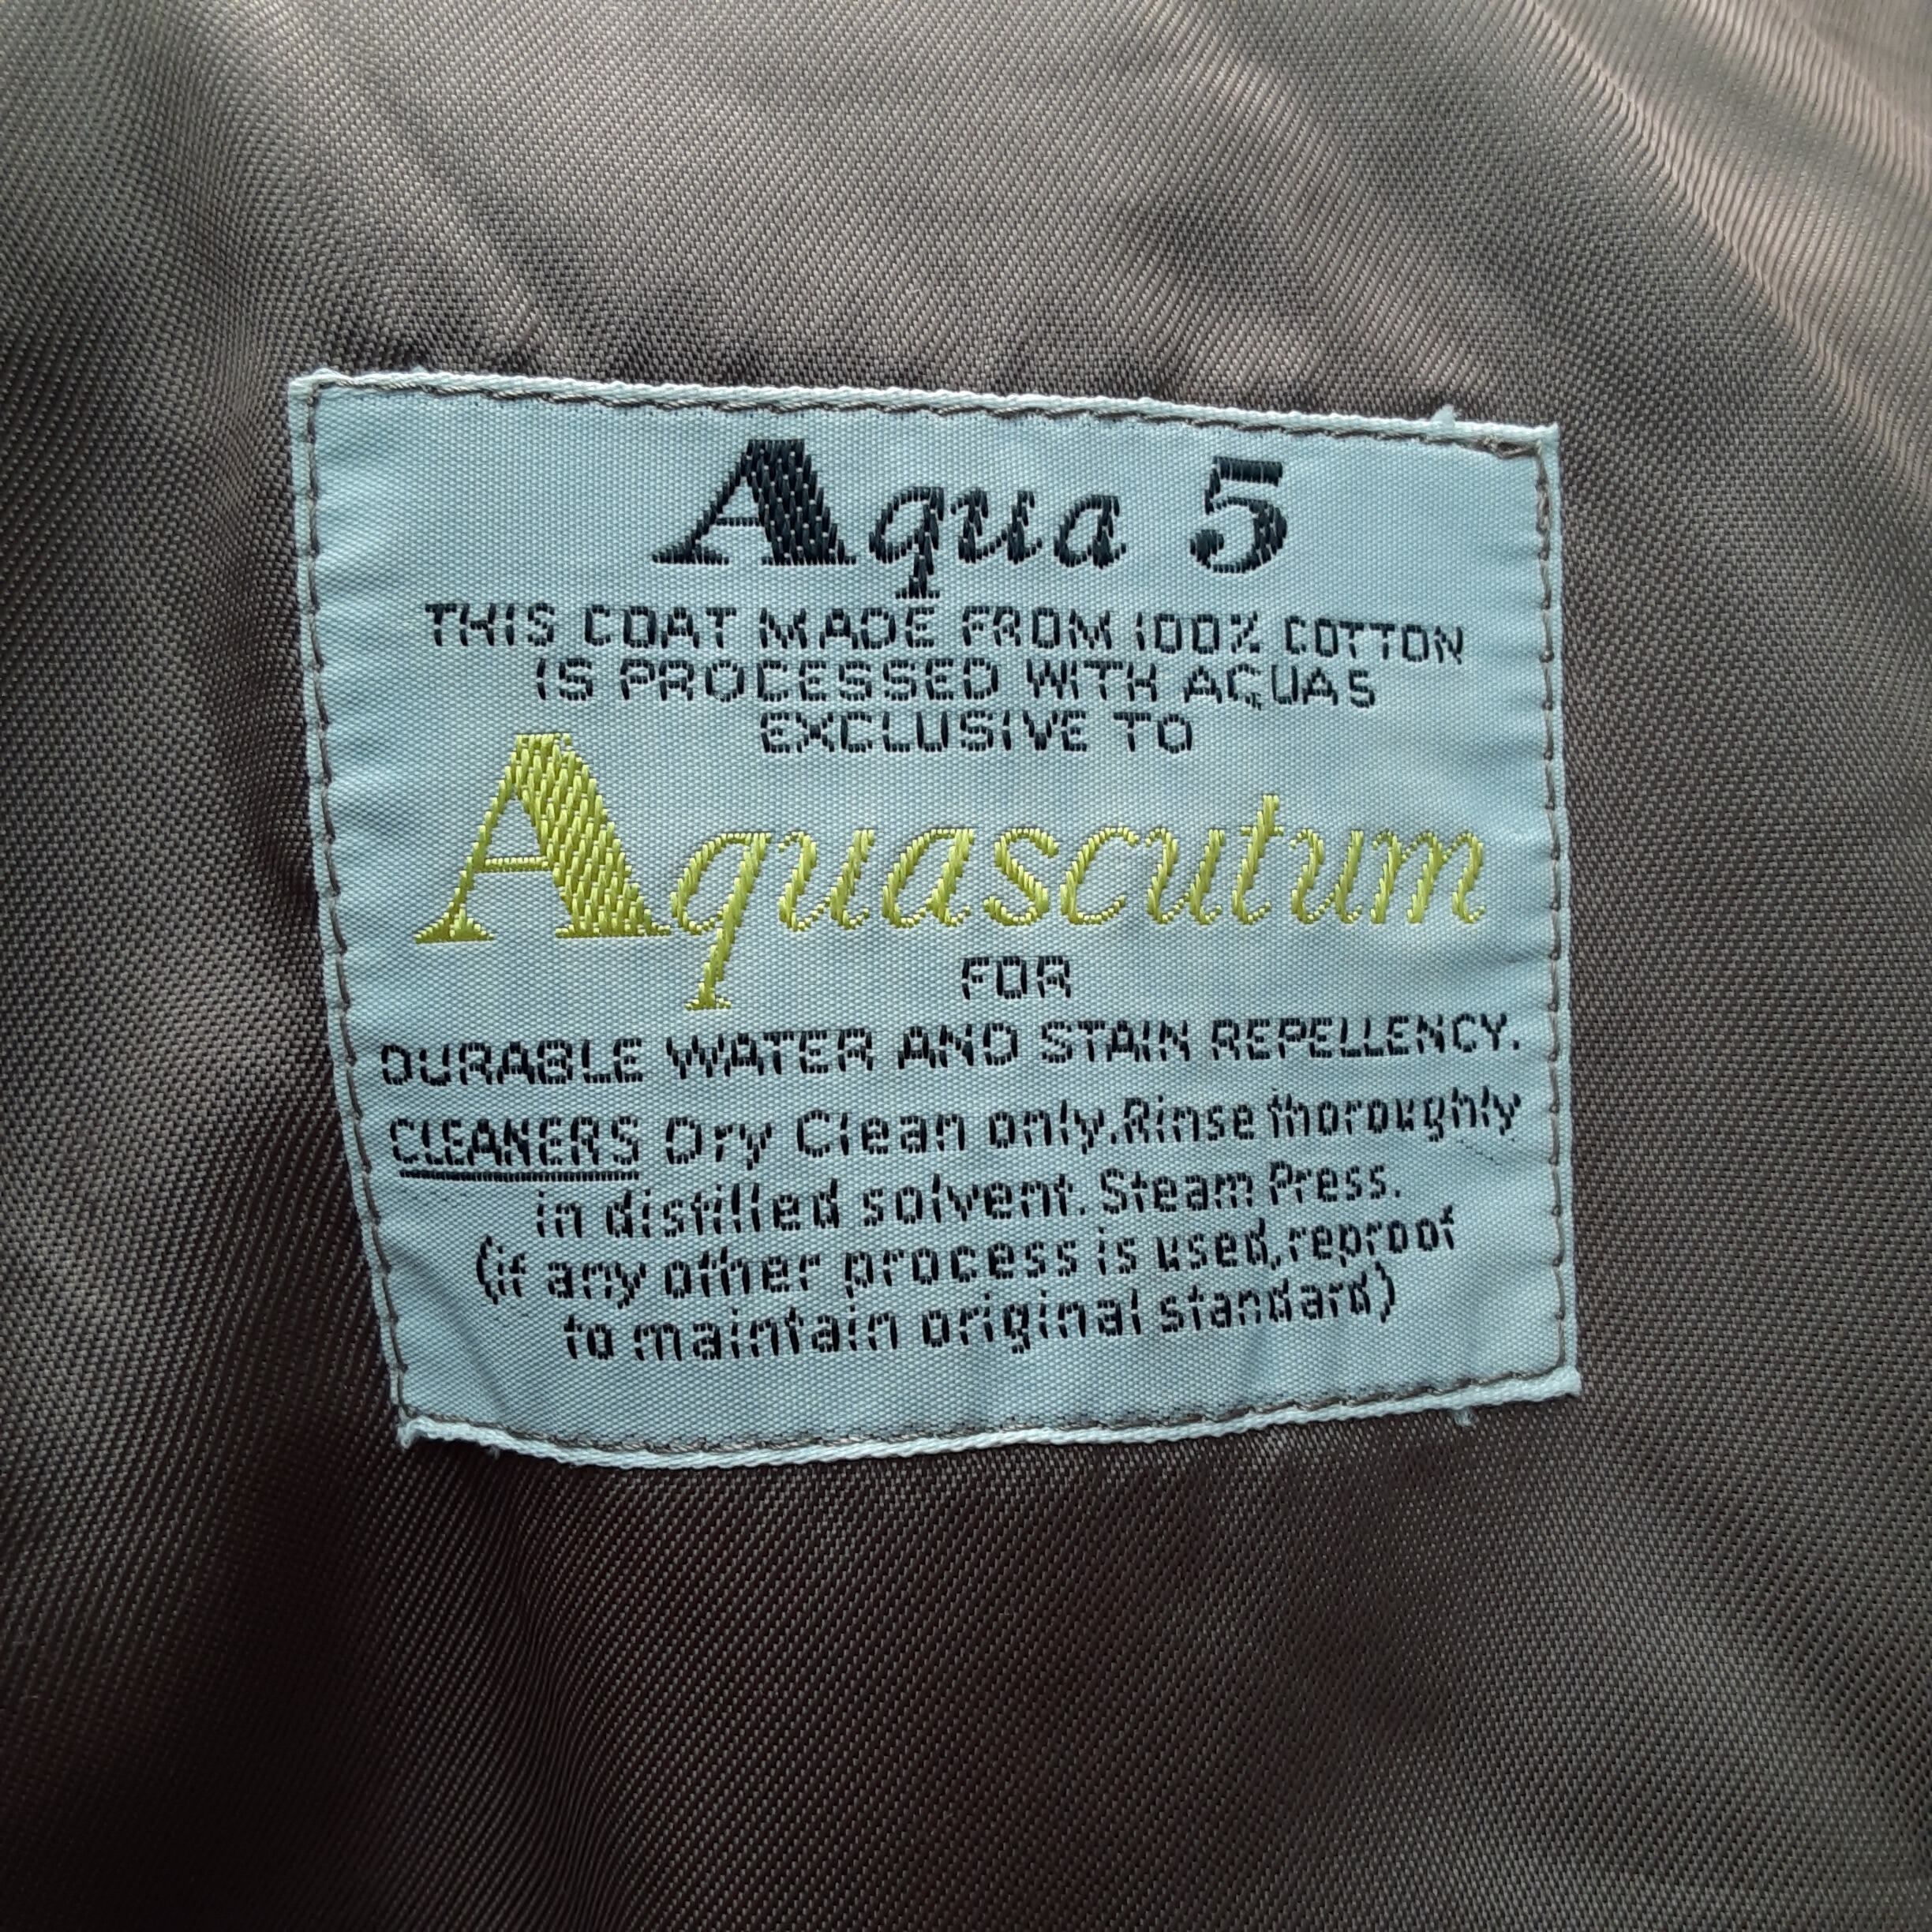 Aqua 5
THIS COAT MADE FROM 100% COTTON
IS PROCESSED WITH AQUA 5
EXCLUSIVE TO
Aquascutum
FOR
DURABLE WATER AND STAIN REPELLENCY.
CLEANERS Dry Clean only. Rinse thoroughly
in distilled solvent. Steam Press.
(if any other process is used, reproof
to maintain original standard)